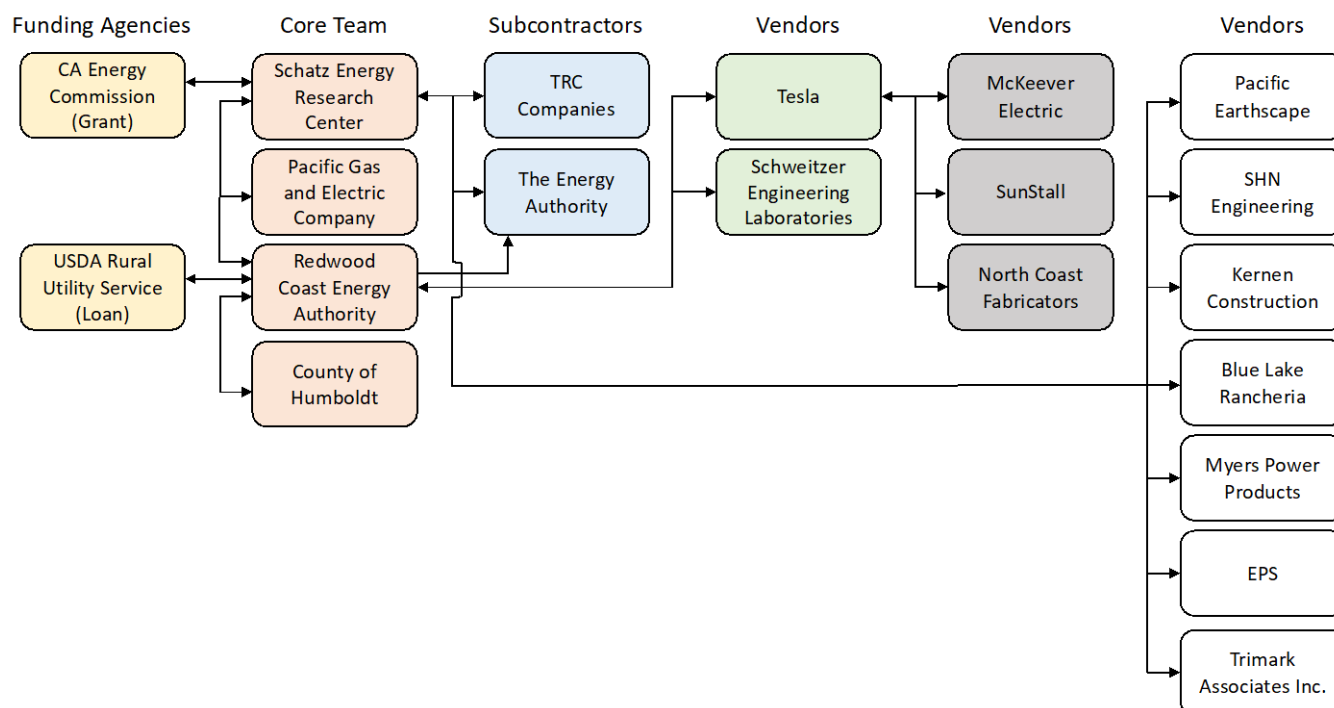 Funding Agencies
CA Energy
Commission
(Grant)
USDA Rural
Utility Service
(Loan)
Core Team
Schatz Energy
Research
Center
Pacific Gas
and Electric
Company
Redwood
Coast Energy
Authority
County of
Humboldt
Subcontractors
TRC
Companies
The Energy
Authority
Vendors
Tesla
Schweitzer
Engineering
Laboratories
Vendors
McKeever
Electric
SunStall
North Coast
Fabricators
Vendors
Pacific
Earthscape
SHN
Engineering
Kernen
Construction
Blue Lake
Rancheria
Myers Power
Products
EPS
Trimark
Associates Inc.